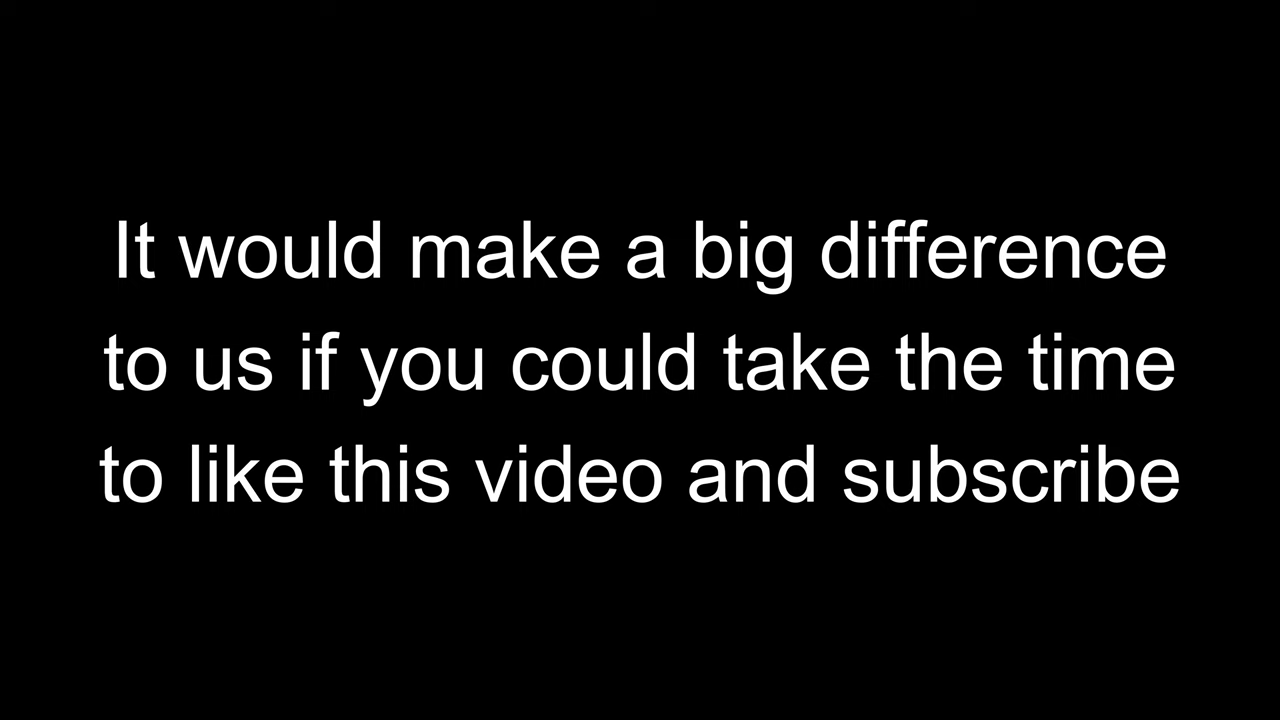 It would make a big difference
to us if you could take the time
to like this video and subscribe